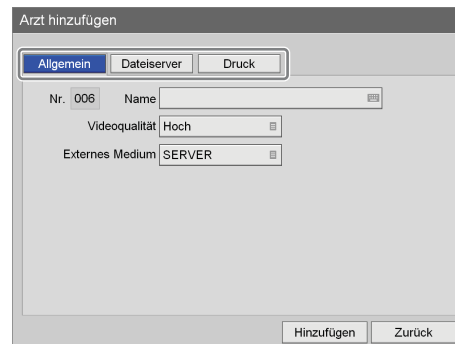 Arzt hinzufügen
Allgemein Dateiserver Druck
Nr. 006 Name
Videoqualität Hoch
Externes Medium SERVER
Hinzufügen Zurück